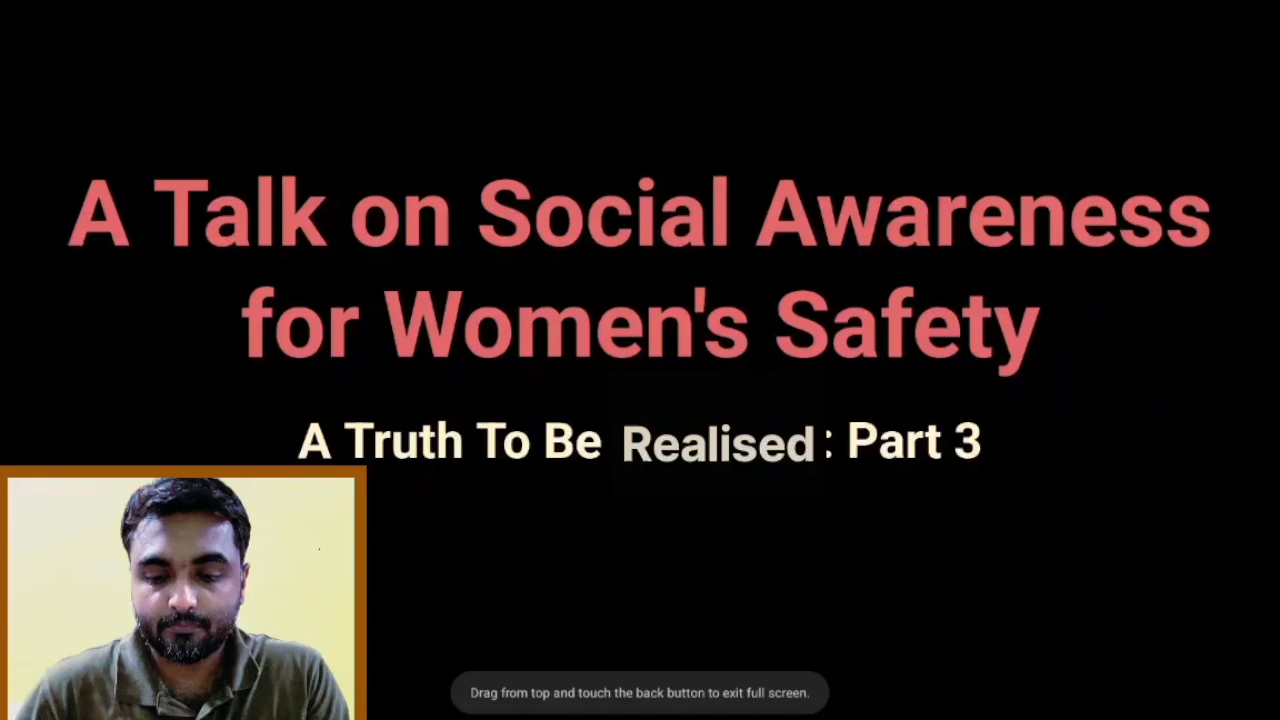 A Talk on Social Awareness
for Women's Safety
A Truth To Be Realised : Part 3
Drag from top and touch the back button to exit full screen.